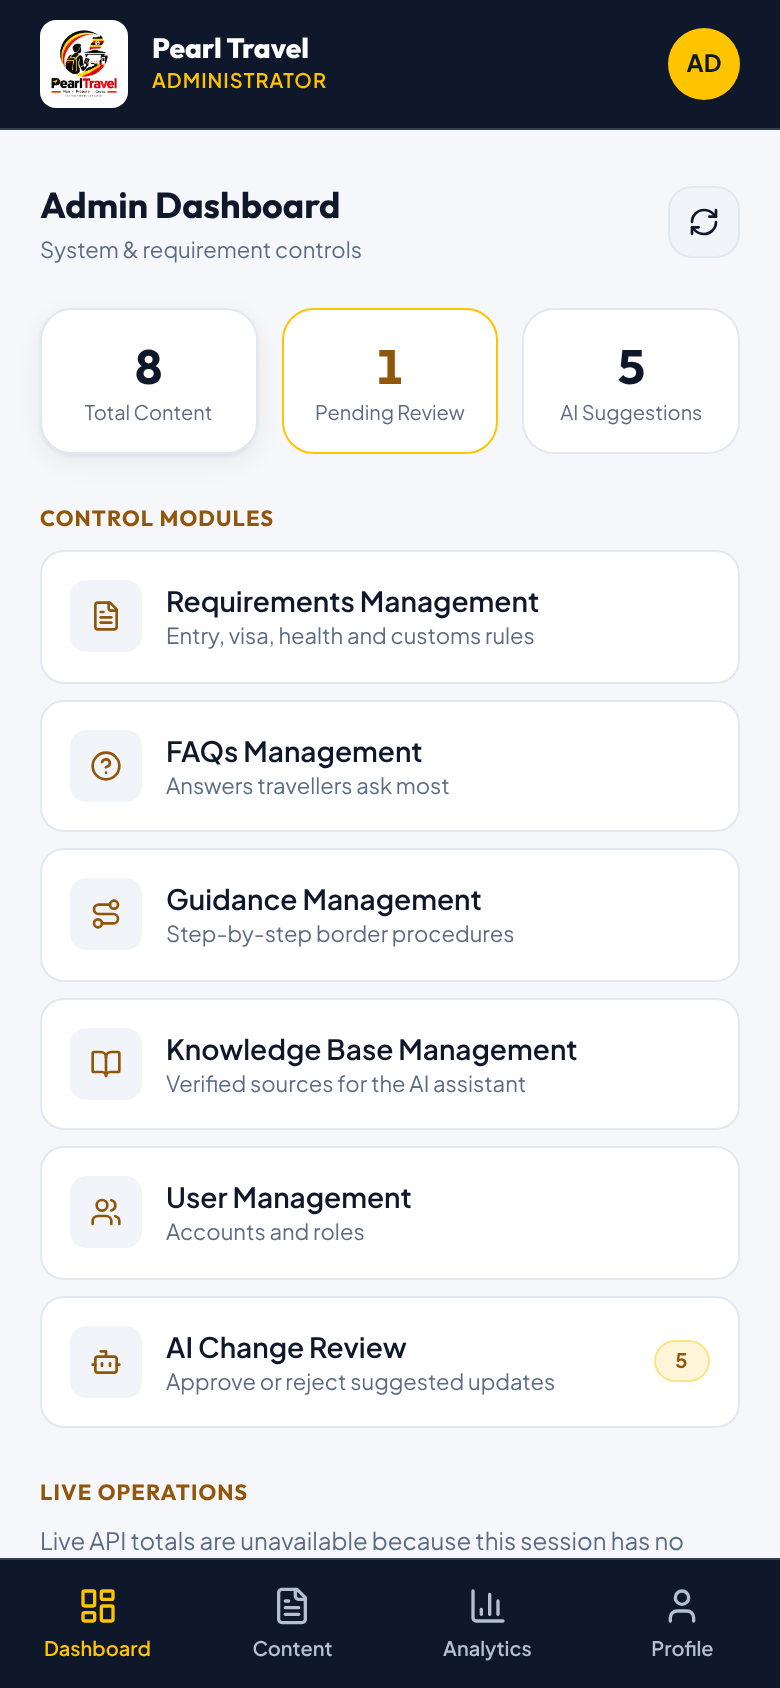 PearlTravel
Pearl Travel
ADMINISTRATOR
AD
Admin Dashboard
System & requirement controls
8
Total Content
1
Pending Review
5
AI Suggestions
CONTROL MODULES
Requirements Management
Entry, visa, health and customs rules
FAQs Management
Answers travellers ask most
Guidance Management
Step-by-step border procedures
Knowledge Base Management
Verified sources for the AI assistant
User Management
Accounts and roles
AI Change Review
Approve or reject suggested updates
5
LIVE OPERATIONS
Live API totals are unavailable because this session has no
Dashboard
Content
Analytics
Profile